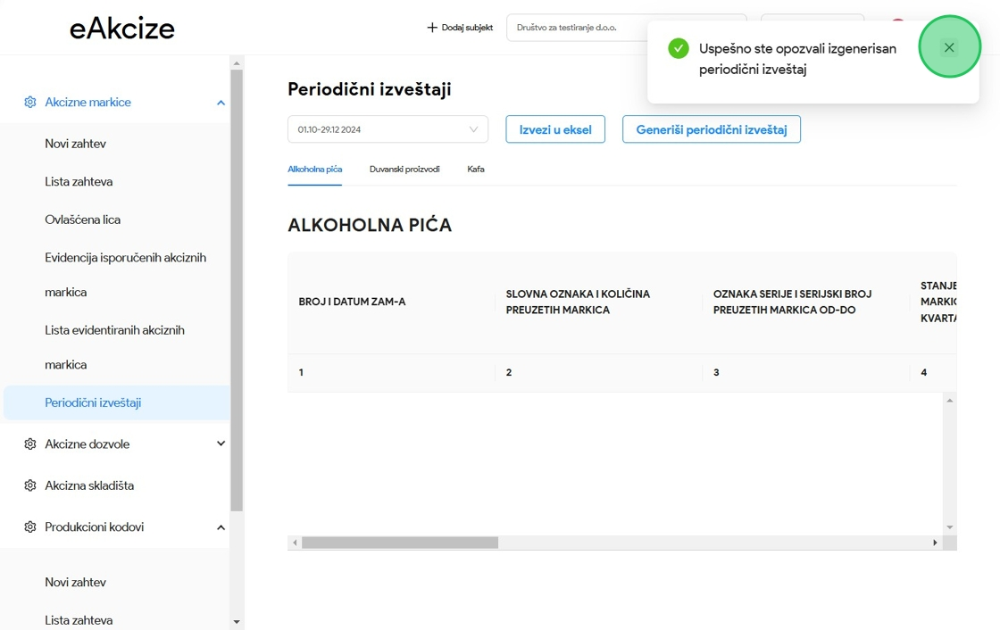 eAkcize
Dodaj subjekt
Društvo za testiranje d.o.o.
Uspešno ste opozvali izgenerisan
periodični izveštaj
Akcizne markice
Novi zahtev
Lista zahteva
Ovlašćena lica
Evidencija isporučenih akciznih
markica
Lista evidentiranih akciznih
markica
Periodični izveštaji
Akcizne dozvole
Akcizna skladišta
Produkcioni kodovi
Novi zahtev
Lista zahteva
Periodični izveštaji
01.10-29.12 2024
Izvezi u eksel
Generiši periodični izveštaj
Alkoholna pića
Duvanski proizvodi
Kafa
ALKOHOLNA PIĆA
BROJ I DATUM ZAM-A
SLOVNA OZNAKA I KOLIČINA
PREUZETIH MARKICA
OZNAKA SERIJE I SERIJSKI BROJ
PREUZETIH MARKICA OD-DO
STANJE
MARKIC
KVARTA
1
2
3
4